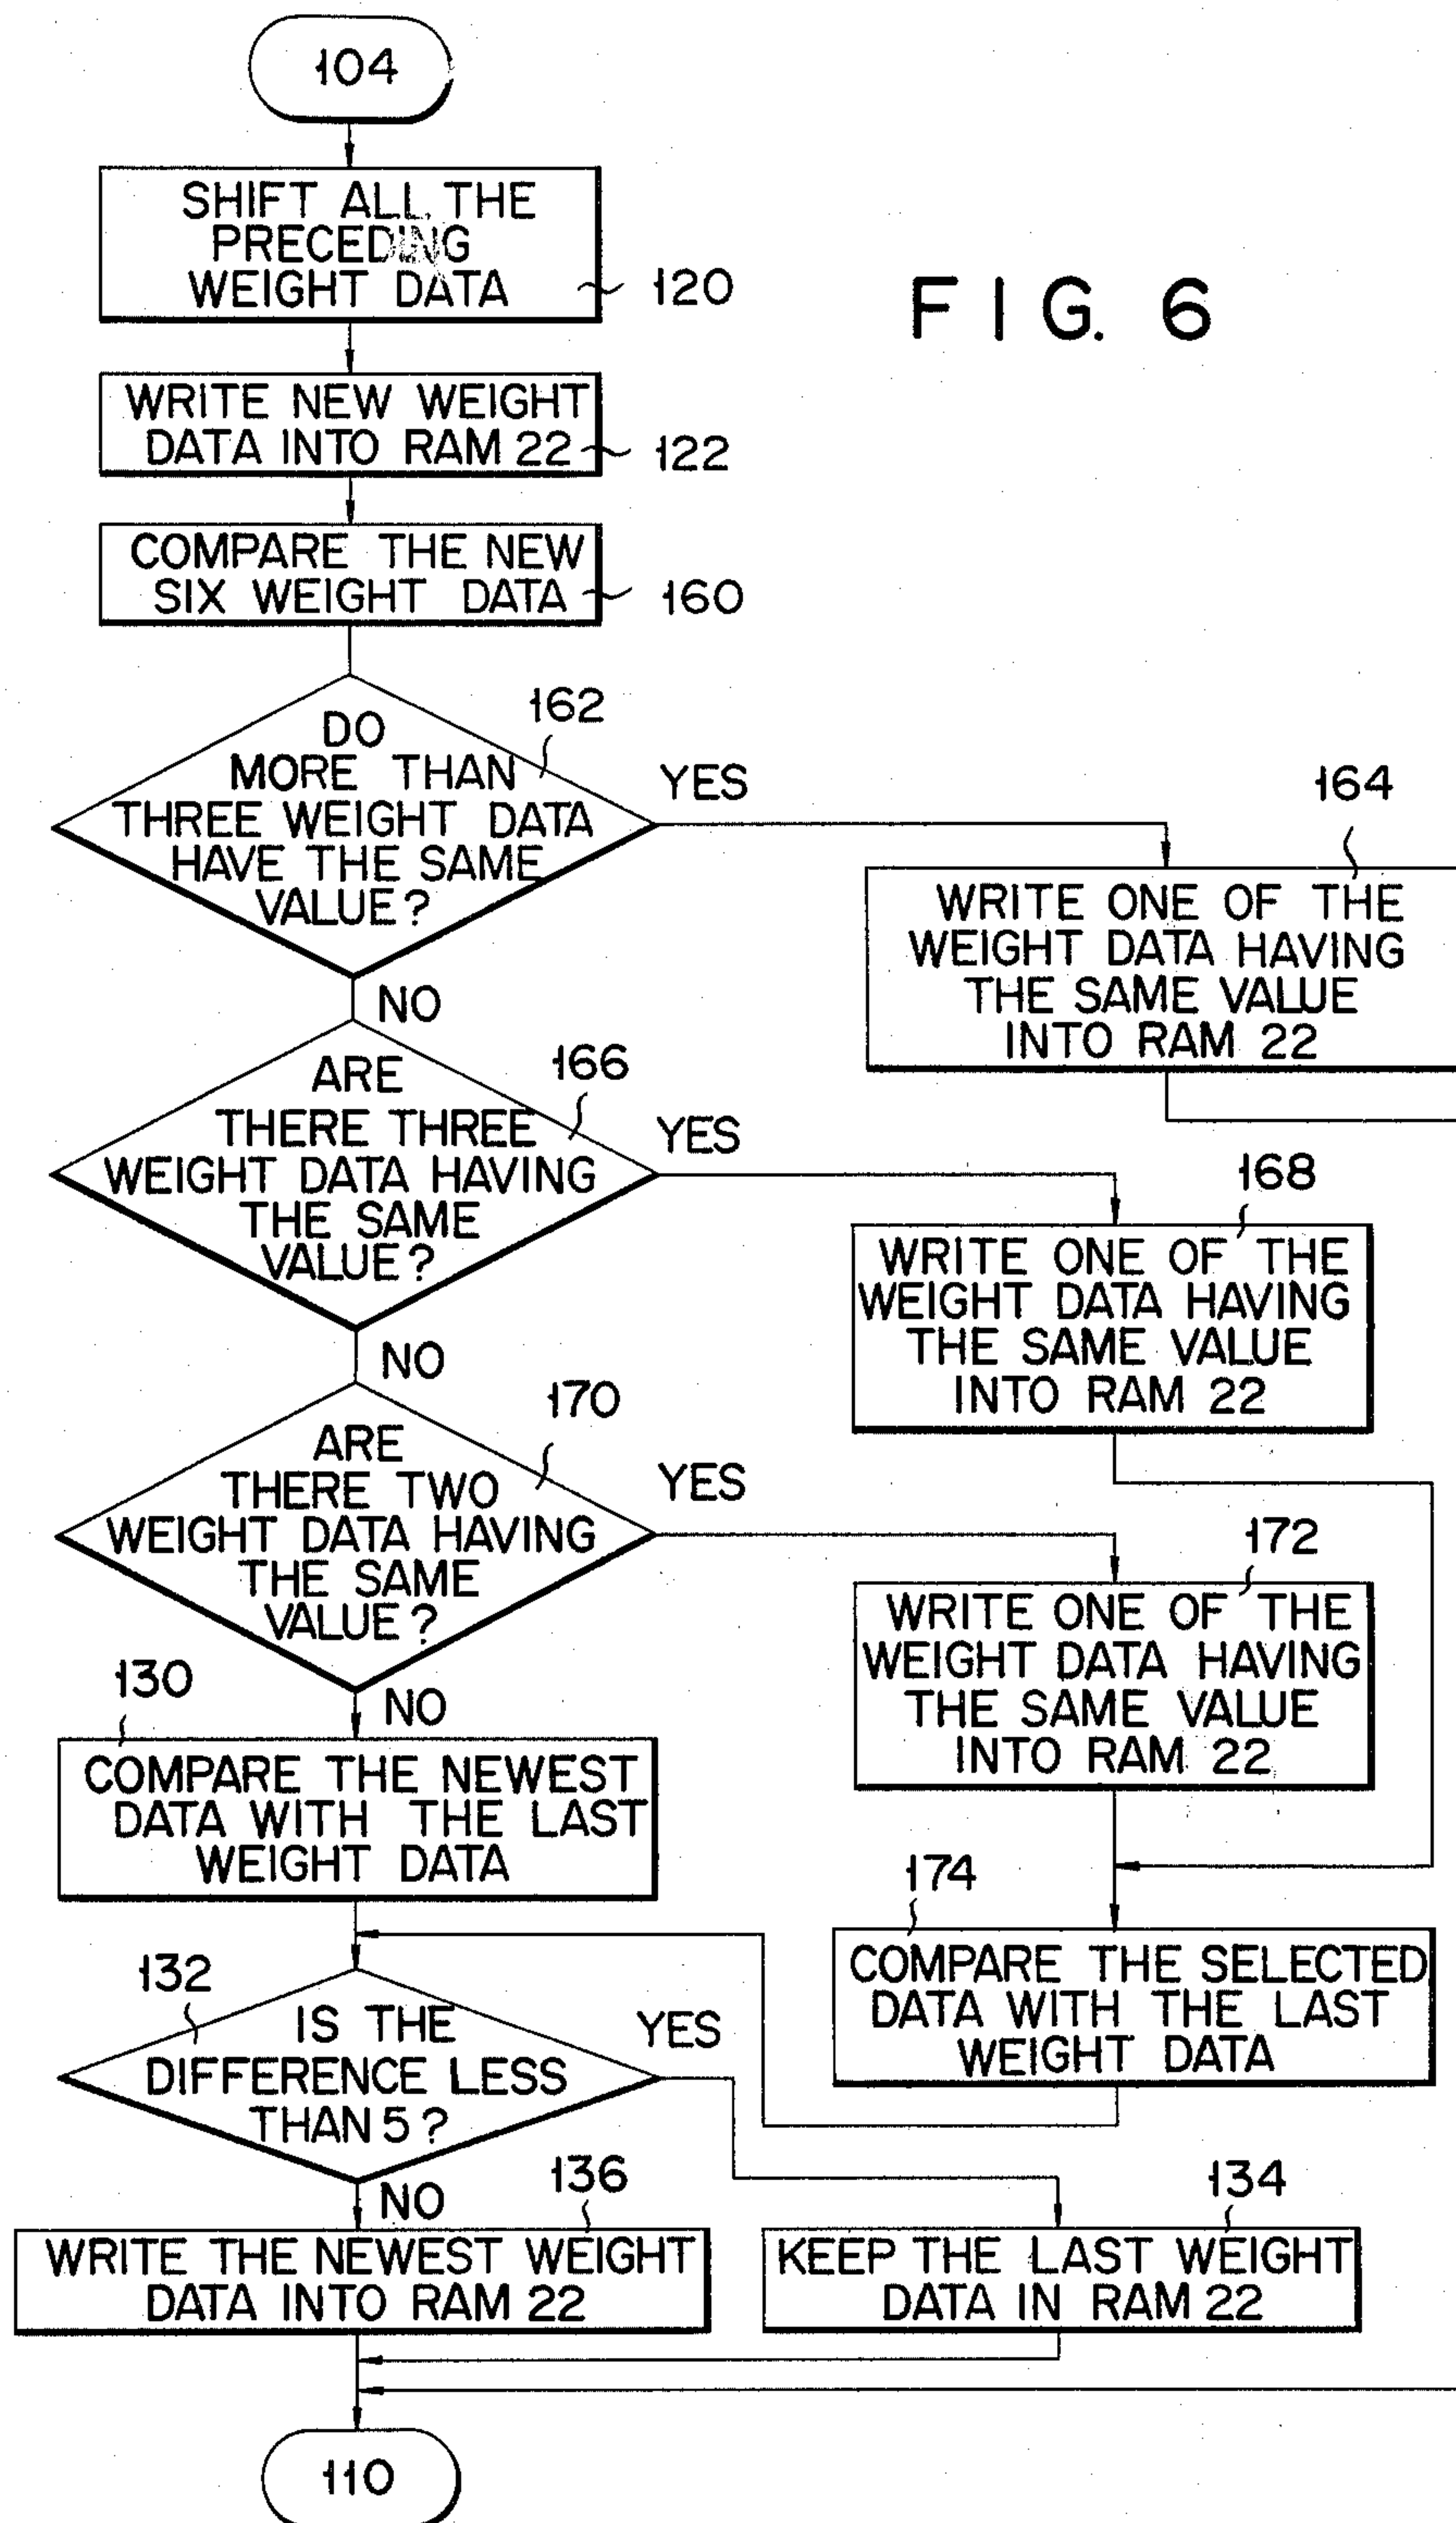 104
SHIFT ALL THE
PRECEDING
WEIGHT DATA
120
FIG. 6
WRITE NEW WEIGHT
DATA INTO RAM 22
122
COMPARE THE NEW
SIX WEIGHT DATA
160
162
DO
MORE THAN
THREE WEIGHT DATA
HAVE THE SAME
VALUE?
YES
NO
164
WRITE ONE OF THE
WEIGHT DATA HAVING
THE SAME VALUE
INTO RAM 22
166
ARE
THERE THREE
WEIGHT DATA HAVING
THE SAME
VALUE?
YES
NO
168
WRITE ONE OF THE
WEIGHT DATA HAVING
THE SAME VALUE
INTO RAM 22
170
ARE
THERE TWO
WEIGHT DATA HAVING
THE SAME
VALUE?
YES
NO
172
WRITE ONE OF THE
WEIGHT DATA HAVING
THE SAME VALUE
INTO RAM 22
130
COMPARE THE NEWEST
DATA WITH THE LAST
WEIGHT DATA
174
COMPARE THE SELECTED
DATA WITH THE LAST
WEIGHT DATA
132
IS THE
DIFFERENCE LESS
THAN 5?
YES
NO
136
WRITE THE NEWEST WEIGHT
DATA INTO RAM 22
134
KEEP THE LAST WEIGHT
DATA IN RAM 22
110